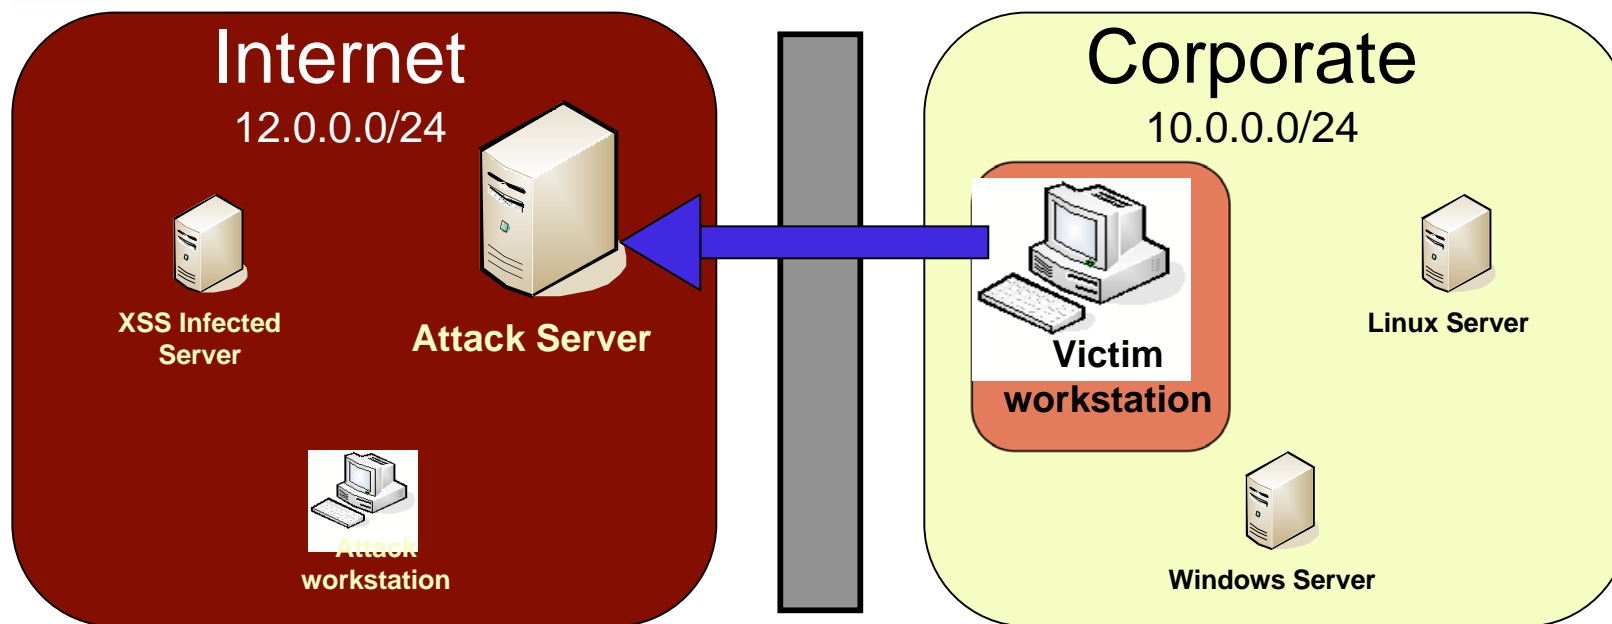 Internet
12.0.0.0/24
XSS Infected
Server
Attack Server
Attack
workstation
Corporate
10.0.0.0/24
Victim
workstation
Linux Server
Windows Server